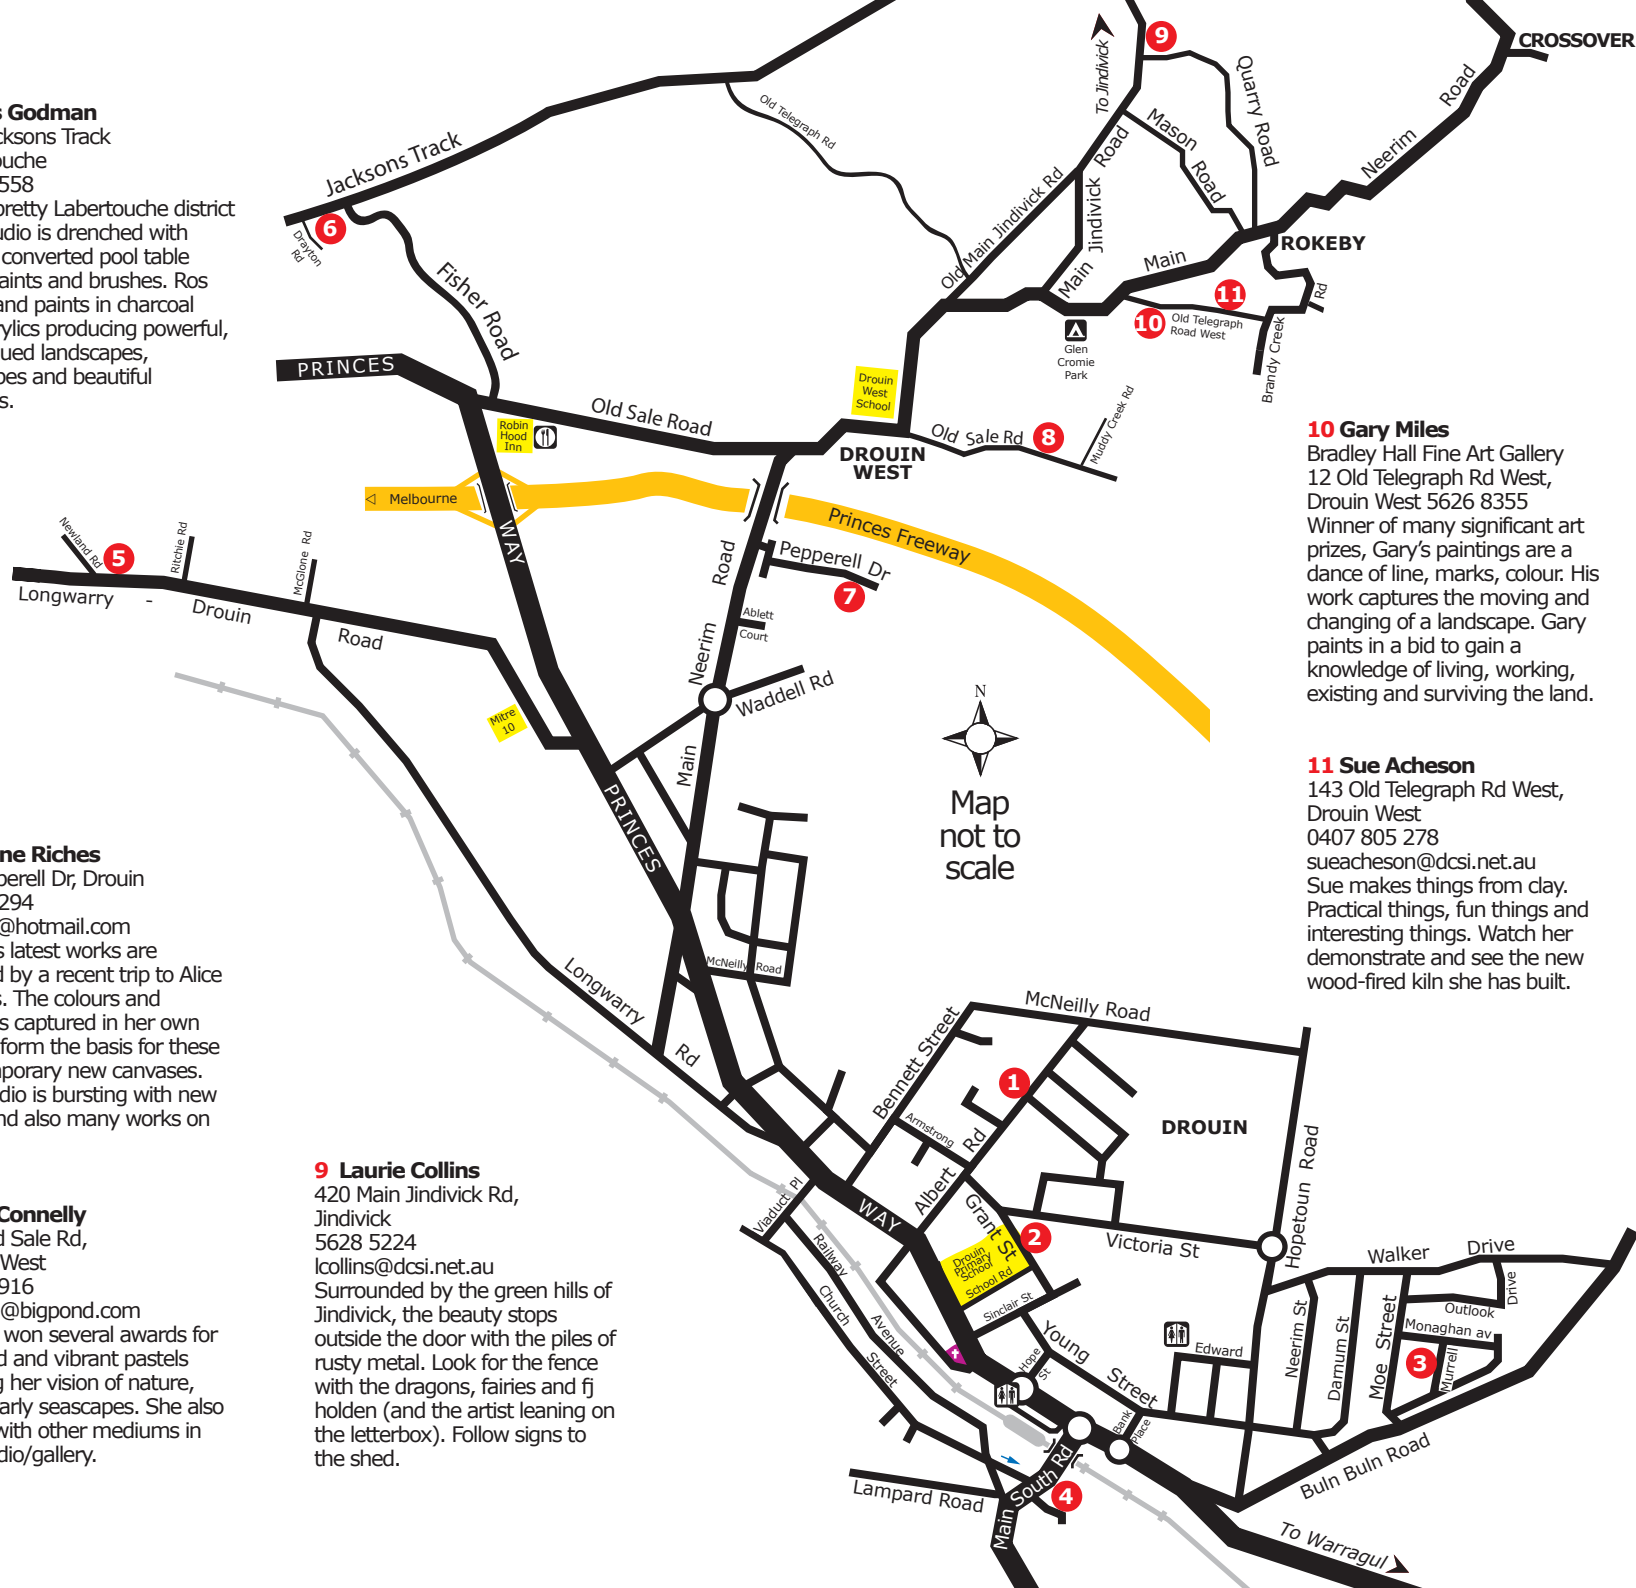 s Godman
cksons Track
ouche
558
pretty Labertouche district
udio is drenched with
converted pool table
aints and brushes. Ros
and paints in charcoal
rylics producing powerful,
ued landscapes,
pes and beautiful
s.
ne Riches
perell Dr, Drouin
294
@hotmail.com
s latest works are
d by a recent trip to Alice
s. The colours and
s captured in her own
form the basis for these
mporary new canvases.
dio is bursting with new
nd also many works on
Connelly
d Sale Rd,
West
916
@bigpond.com
won several awards for
d and vibrant pastels
g her vision of nature,
arly seascapes. She also
with other mediums in
dio/gallery.
9 Laurie Collins
420 Main Jindivick Rd,
Jindivick
5628 5224
lcollins@dcsi.net.au
Surrounded by the green hills of
Jindivick, the beauty stops
outside the door with the piles of
rusty metal. Look for the fence
with the dragons, fairies and fj
holden (and the artist leaning on
the letterbox). Follow signs to
the shed.
10 Gary Miles
Bradley Hall Fine Art Gallery
12 Old Telegraph Rd West,
Drouin West 5626 8355
Winner of many significant art
prizes, Gary’s paintings are a
dance of line, marks, colour. His
work captures the moving and
changing of a landscape. Gary
paints in a bid to gain a
knowledge of living, working,
existing and surviving the land.
11 Sue Acheson
143 Old Telegraph Rd West,
Drouin West
0407 805 278
sueacheson@dcsi.net.au
Sue makes things from clay.
Practical things, fun things and
interesting things. Watch her
demonstrate and see the new
wood-fired kiln she has built.
To Jindivick
9
CROSSOVER
Quarry Road
Mason Road
Neerim Road
Old Telegraph Rd
Jacksons Track
6
Drayton
Rd
Fisher Road
Old Main Jindivick Rd
Main Jindivick Road
Main
ROKEBY
11
10
Old Telegraph
Road West
Brandy Creek Rd
Glen
Cromie
Park
PRINCES
Old Sale Road
Drouin
West
School
Robin
Hood
Inn
DROUIN
WEST
Old Sale Rd
8
Muddy Creek Rd
Melbourne
WAY
Princes Freeway
Newland Rd
5
Ritchie Rd
McGlone Rd
Longwarry - Drouin Road
Pepperell Dr
7
Ablett
Court
Main Neerim Road
Waddell Rd
Mitre
10
N
Map
not to
scale
PRINCES
McNeilly Road
Longwarry Rd
McNeilly Road
Bennett Street
1
Armstrong
Albert Rd
DROUIN
Hopetoun Road
WAY
Grant St
2
Victoria St
Drouin
Primary
School
School Rd
Sinclair St
Viaduct Pl
Railway Avenue
Church Street
Hope
St
Young Street
Bank
Place
Edward
Neerim St
Darnum St
Moe Street
Walker Drive
Outlook Drive
Monaghan av
3
Murrell
Buln Buln Road
Lampard Road
Main South Rd
4
To Warragul